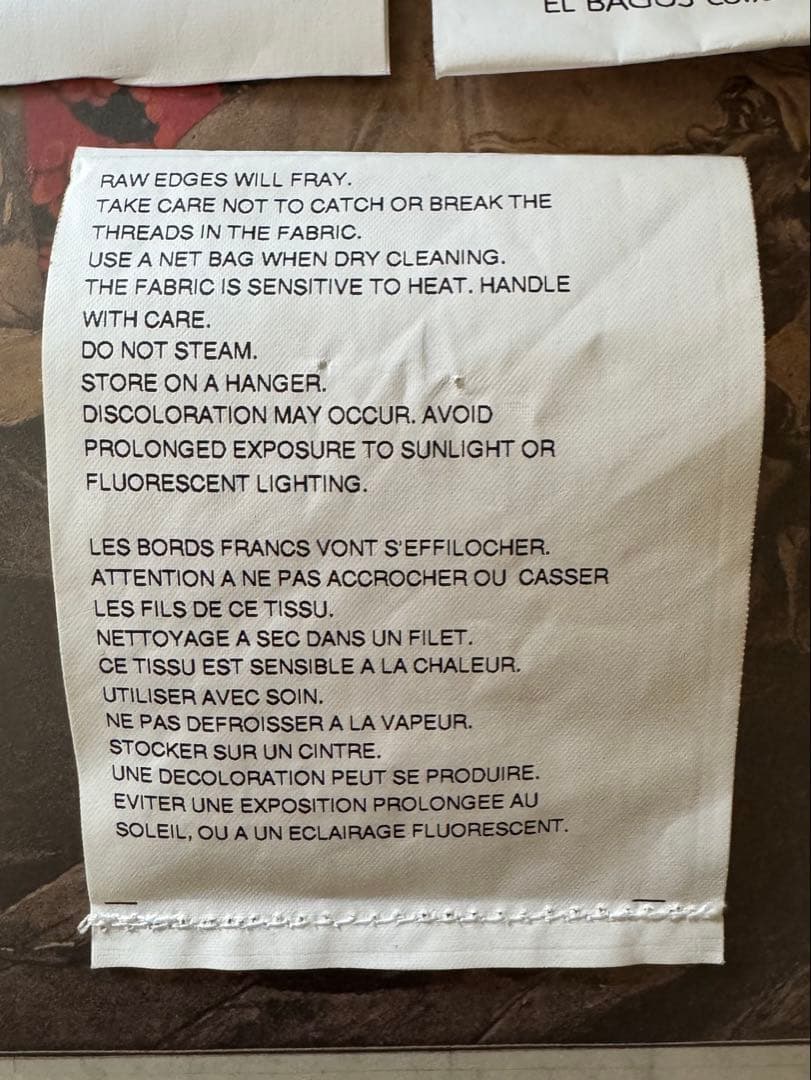 EL BAGUS
RAW EDGES WILL FRAY.
TAKE CARE NOT TO CATCH OR BREAK THE
THREADS IN THE FABRIC.
USE A NET BAG WHEN DRY CLEANING.
THE FABRIC IS SENSITIVE TO HEAT. HANDLE
WITH CARE.
DO NOT STEAM.
STORE ON A HANGER.
DISCOLORATION MAY OCCUR. AVOID
PROLONGED EXPOSURE TO SUNLIGHT OR
FLUORESCENT LIGHTING.
LES BORDS FRANCS VONT S'EFFILOCHER.
ATTENTION A NE PAS ACCROCHER OU CASSER
LES FILS DE CE TISSU.
NETTOYAGE A SEC DANS UN FILET.
CE TISSU EST SENSIBLE A LA CHALEUR.
UTILISER AVEC SOIN.
NE PAS DEFROISSER A LA VAPEUR.
STOCKER SUR UN CINTRE.
UNE DECOLORATION PEUT SE PRODUIRE.
EVITER UNE EXPOSITION PROLONGEE AU
SOLEIL, OU A UN ECLAIRAGE FLUORESCENT.